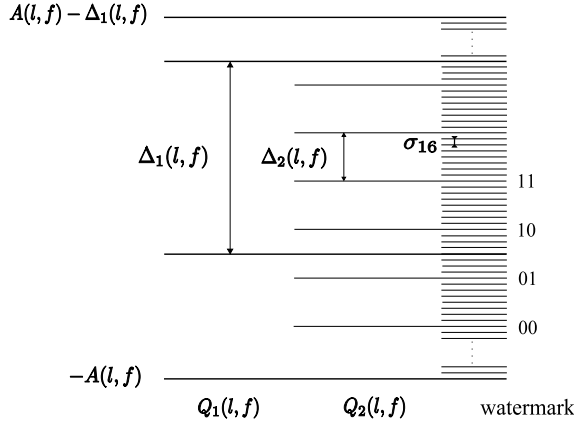 A(l,f) − Δ₁(l,f)
Δ₁(l,f)
Δ₂(l,f)
σ₁₆
11
10
01
00
−A(l,f)
Q₁(l,f) Q₂(l,f) watermark